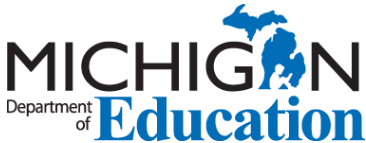 MICHIGAN
Department
of Education